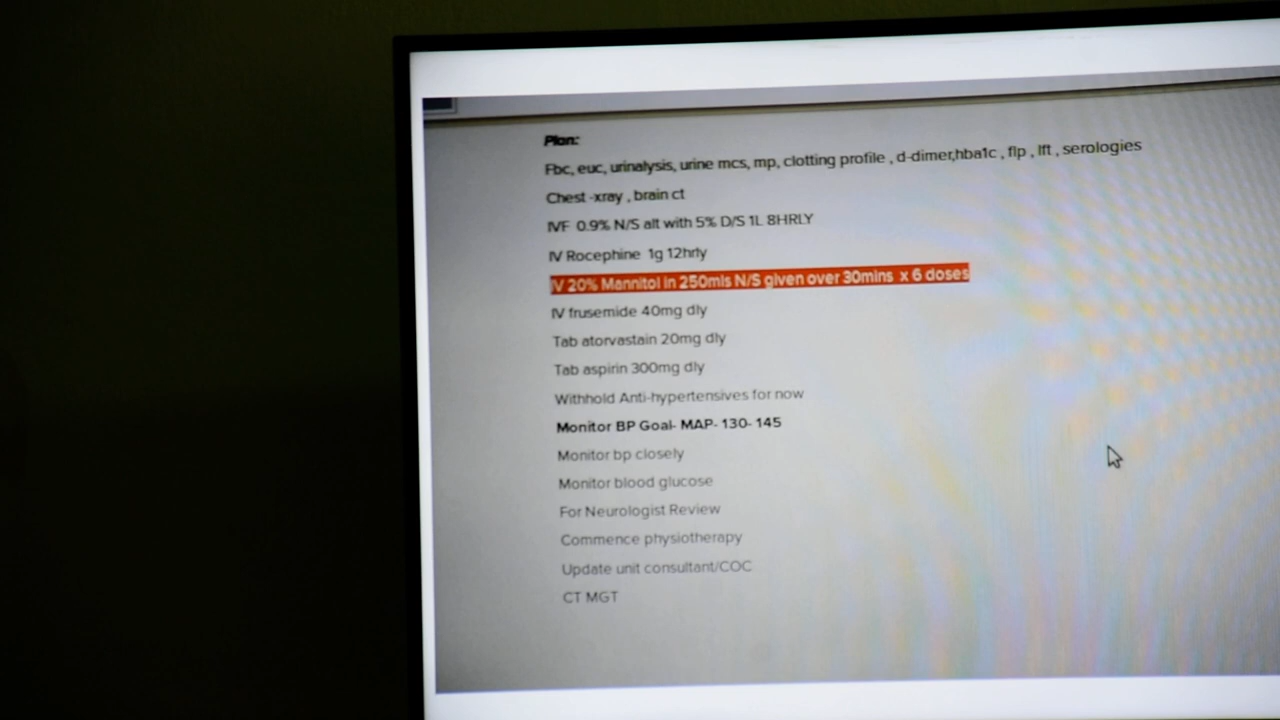 Plan:
Fbc, euc, urinalysis, urine mcs, mp, clotting profile , d-dimer,hba1c , flp , lft , serologies
Chest -xray , brain ct
IVF 0.9% N/S alt with 5% D/S 1L 8HRLY
IV Rocephine 1g 12hrly
IV 20% Mannitol in 250mls N/S given over 30mins x 6 doses
IV frusemide 40mg dly
Tab atorvastain 20mg dly
Tab aspirin 300mg dly
Withhold Anti-hypertensives for now
Monitor BP Goal- MAP- 130- 145
Monitor bp closely
Monitor blood glucose
For Neurologist Review
Commence physiotherapy
Update unit consultant/COC
CT MGT